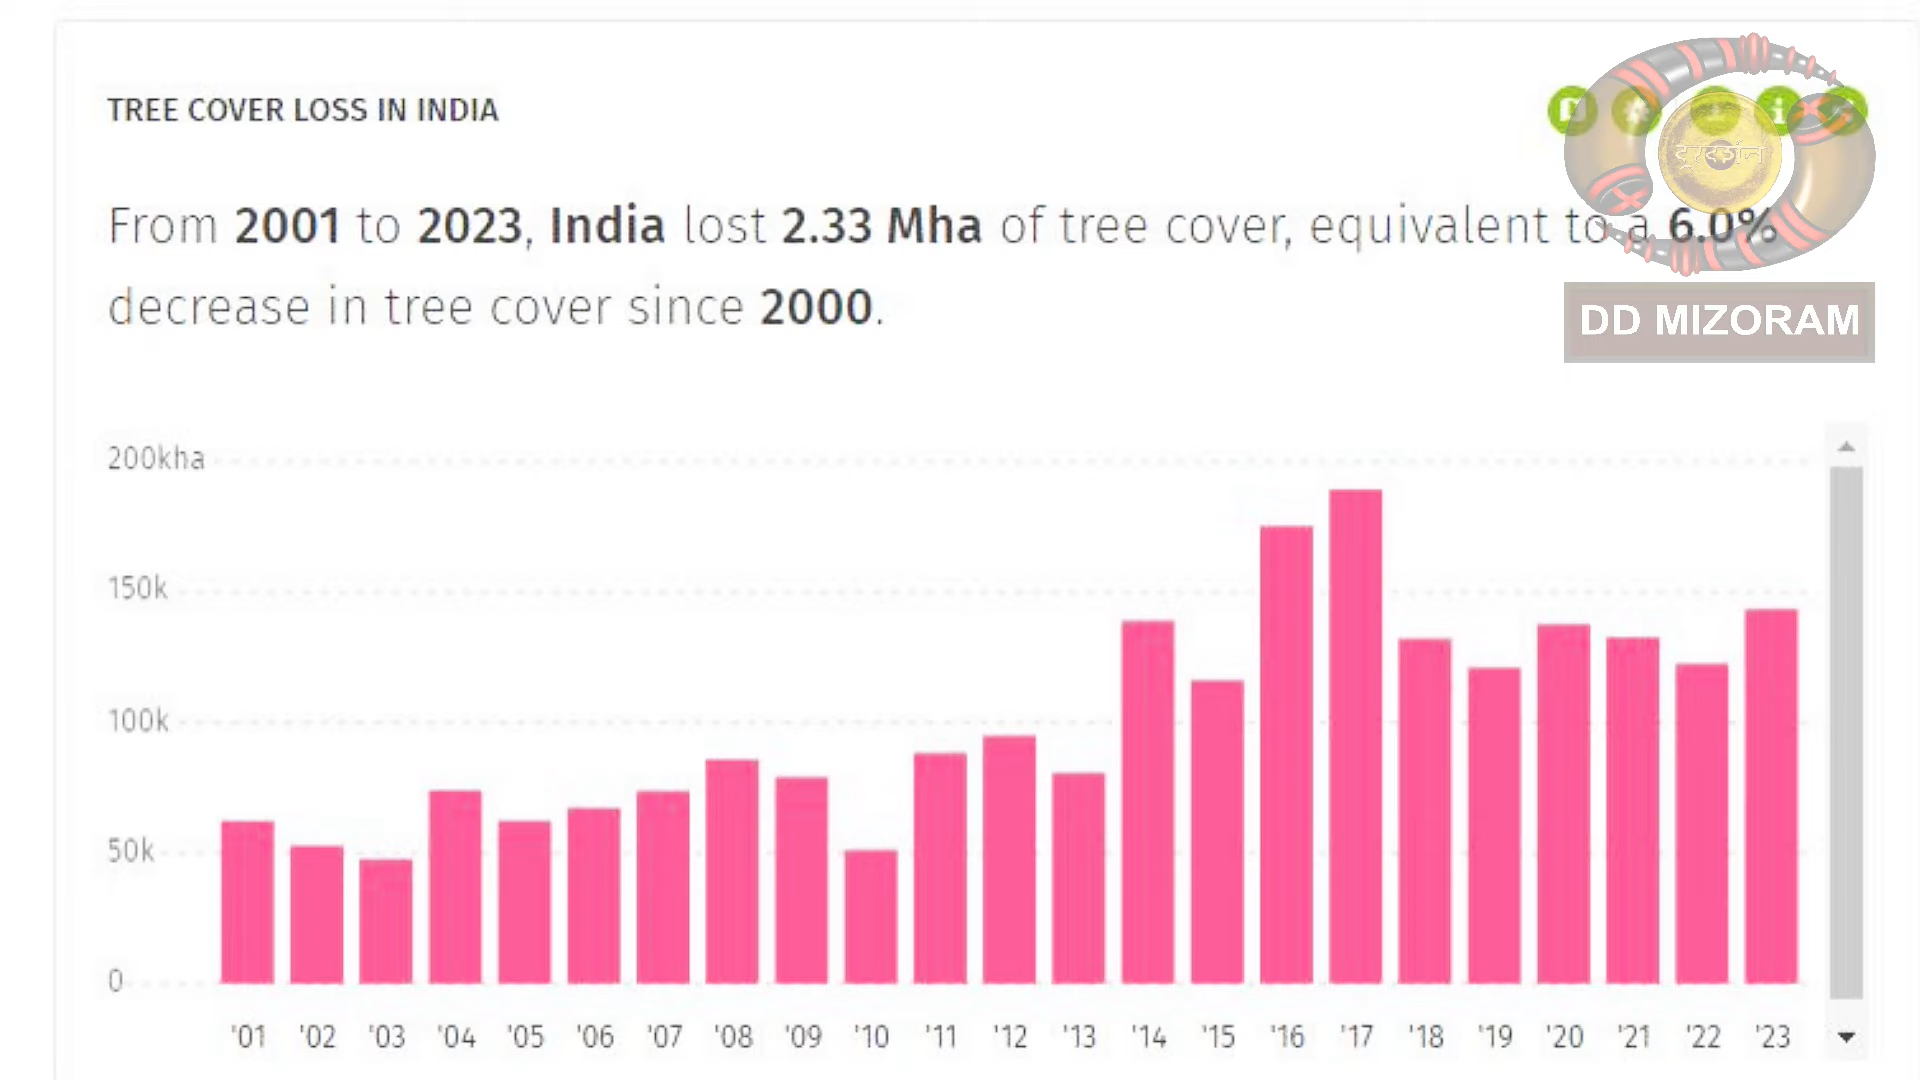 TREE COVER LOSS IN INDIA
दूरदर्शन
From 2001 to 2023, India lost 2.33 Mha of tree cover, equivalent to a 6.0%
decrease in tree cover since 2000.
DD MIZORAM
200kha
150k
100k
50k
0
'01 '02 '03 '04 '05 '06 '07 '08 '09 '10 '11 '12 '13 '14 '15 '16 '17 '18 '19 '20 '21 '22 '23